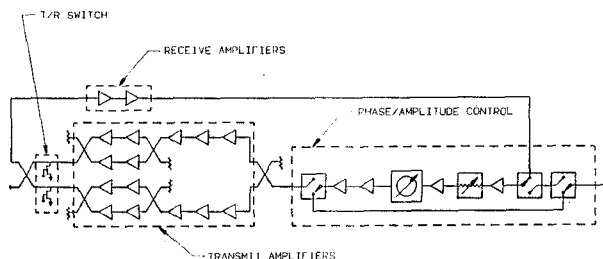 T/R SWITCH
RECEIVE AMPLIFIERS
PHASE/AMPLITUDE CONTROL
TRANSMIT AMPLIFIERS